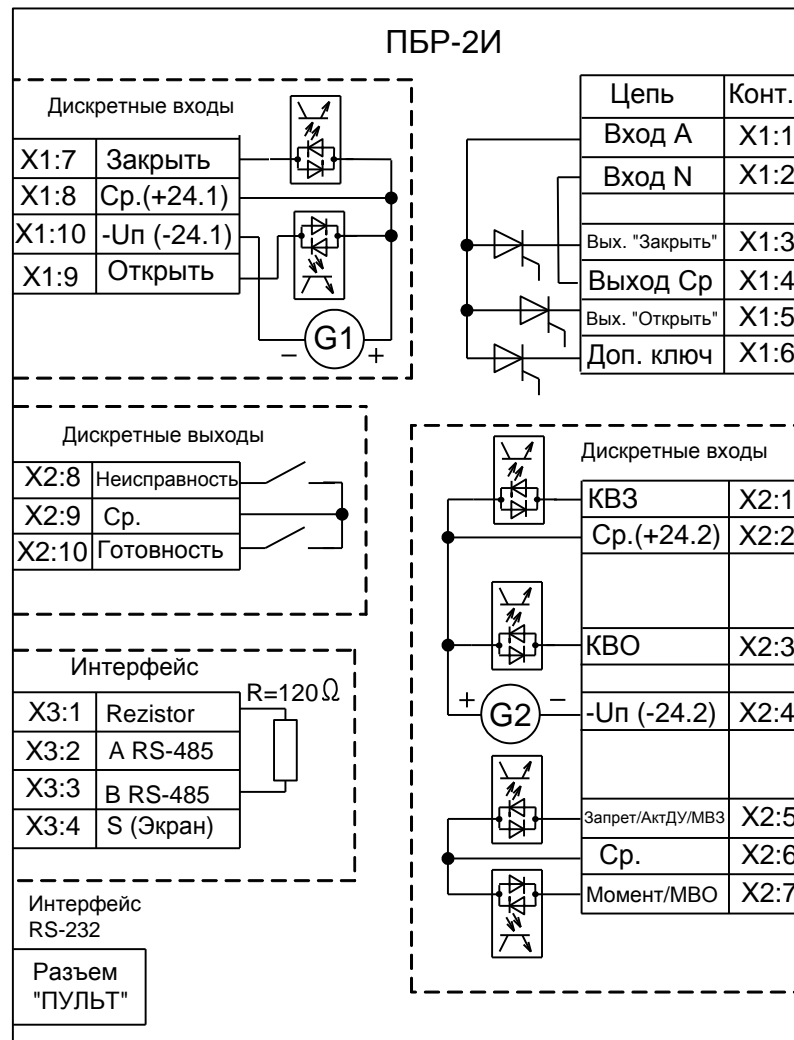 ПБР-2И
Дискретные входы
X1:7 Закрыть
X1:8 Ср.(+24.1)
X1:10 -Uп (-24.1)
X1:9 Открыть
G1
− +
Цепь Конт.
Вход А X1:1
Вход N X1:2
Вых. "Закрыть" X1:3
Выход Ср X1:4
Вых. "Открыть" X1:5
Доп. ключ X1:6
Дискретные выходы
X2:8 Неисправность
X2:9 Ср.
X2:10 Готовность
Дискретные входы
КВЗ X2:1
Ср.(+24.2) X2:2
КВО X2:3
+ G2 −
-Uп (-24.2) X2:4
Запрет/АктДУ/МВЗ X2:5
Ср. X2:6
Момент/МВО X2:7
Интерфейс
R=120Ω
X3:1 Rezistor
X3:2 A RS-485
X3:3 B RS-485
X3:4 S (Экран)
Интерфейс
RS-232
Разъем
"ПУЛЬТ"